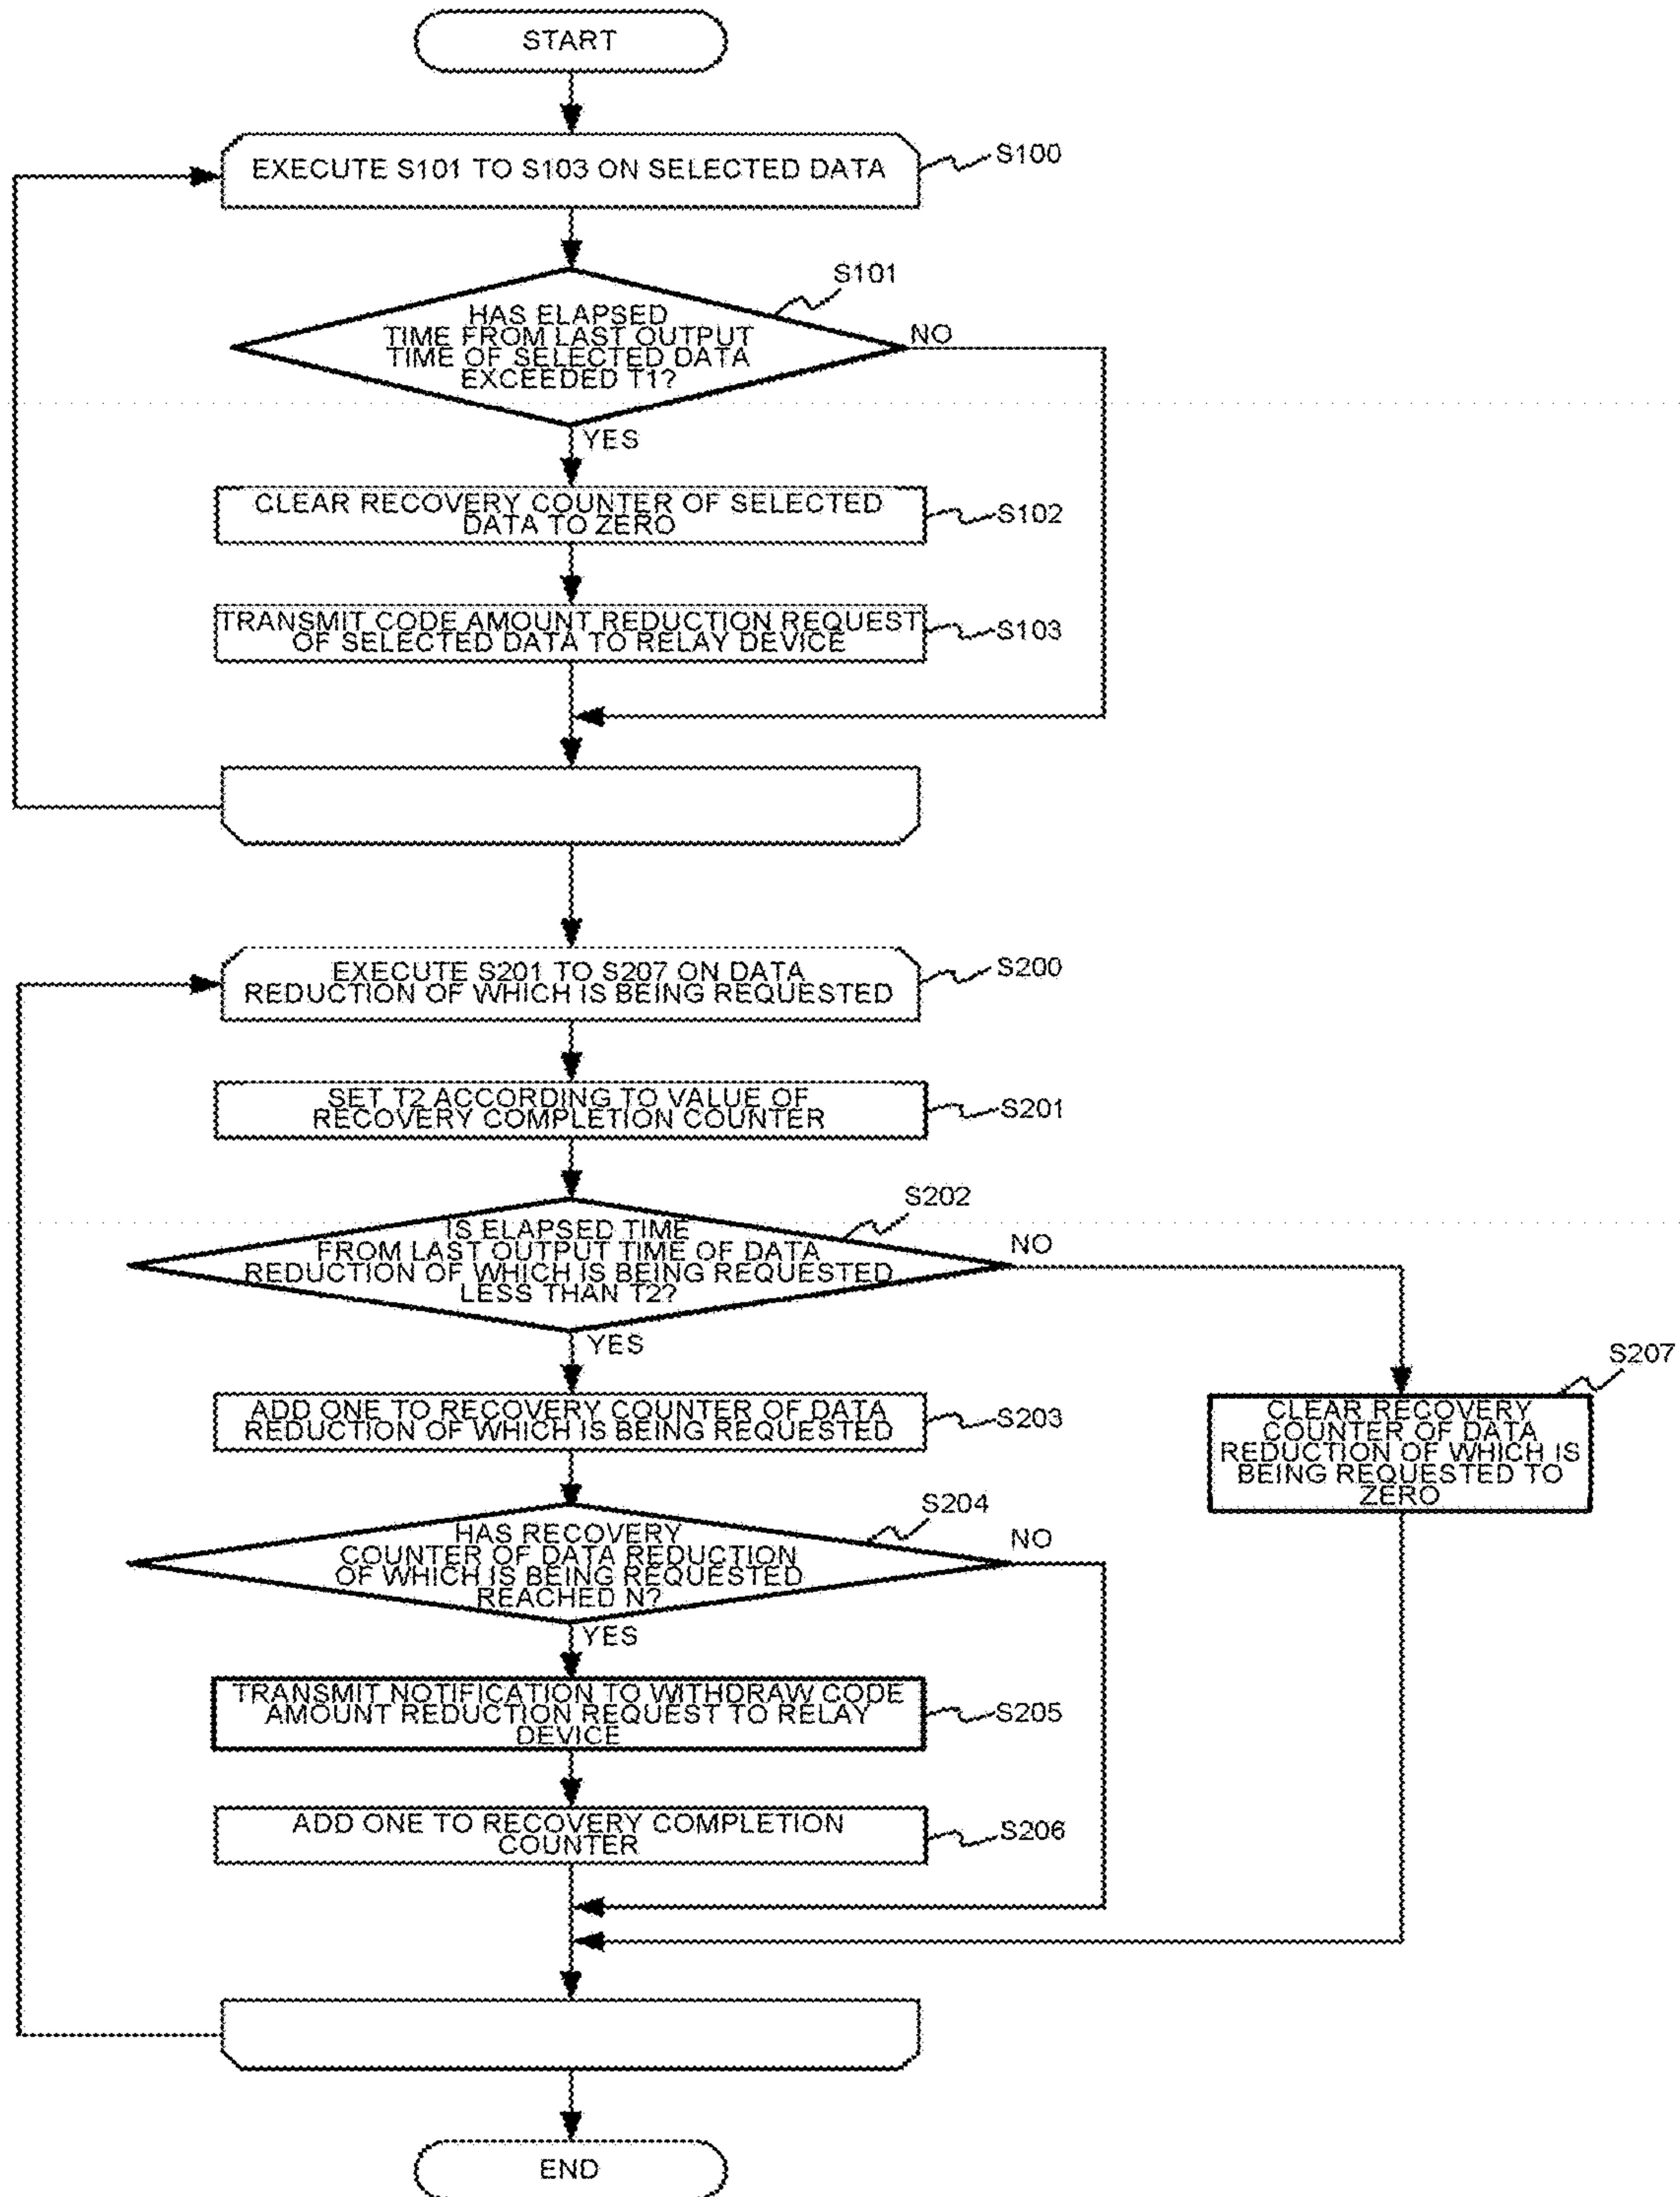 START
EXECUTE S101 TO S103 ON SELECTED DATA
S100
S101
HAS ELAPSED
TIME FROM LAST OUTPUT
TIME OF SELECTED DATA
EXCEEDED T1?
NO
YES
CLEAR RECOVERY COUNTER OF SELECTED
DATA TO ZERO
S102
TRANSMIT CODE AMOUNT REDUCTION REQUEST
OF SELECTED DATA TO RELAY DEVICE
S103
EXECUTE S201 TO S207 ON DATA
REDUCTION OF WHICH IS BEING REQUESTED
S200
SET T2 ACCORDING TO VALUE OF
RECOVERY COMPLETION COUNTER
S201
S202
IS ELAPSED TIME
FROM LAST OUTPUT TIME OF DATA
REDUCTION OF WHICH IS BEING REQUESTED
LESS THAN T2?
NO
YES
S207
CLEAR RECOVERY
COUNTER OF DATA
REDUCTION OF WHICH IS
BEING REQUESTED TO
ZERO
ADD ONE TO RECOVERY COUNTER OF DATA
REDUCTION OF WHICH IS BEING REQUESTED
S203
S204
HAS RECOVERY
COUNTER OF DATA REDUCTION
OF WHICH IS BEING REQUESTED
REACHED N?
NO
YES
TRANSMIT NOTIFICATION TO WITHDRAW CODE
AMOUNT REDUCTION REQUEST TO RELAY
DEVICE
S205
ADD ONE TO RECOVERY COMPLETION
COUNTER
S206
END